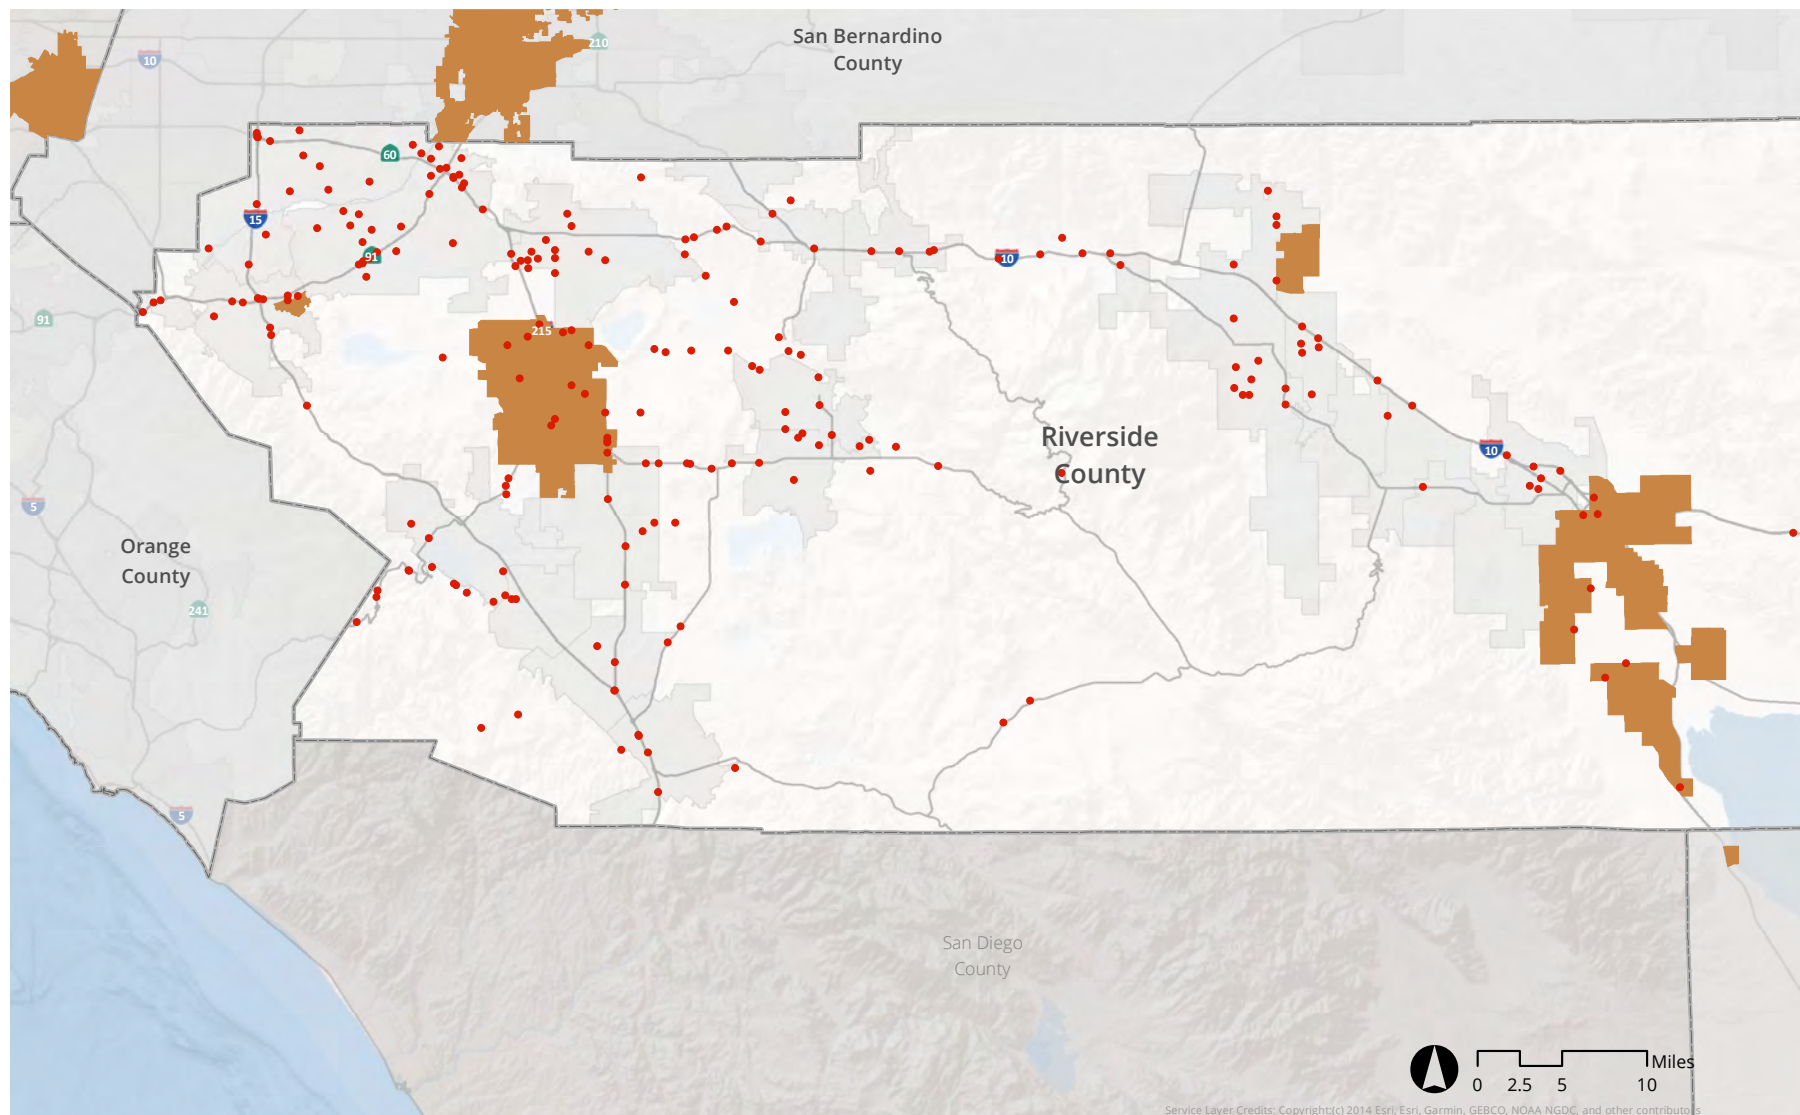 San Bernardino
County
210
10
60
15
91
10
91
215
Riverside
County
10
5
Orange
County
241
5
San Diego
County
Miles
0 2.5 5 10
Service Layer Credits: Copyright:(c) 2014 Esri, Esri, Garmin, GEBCO, NOAA NGDC, and other contributors